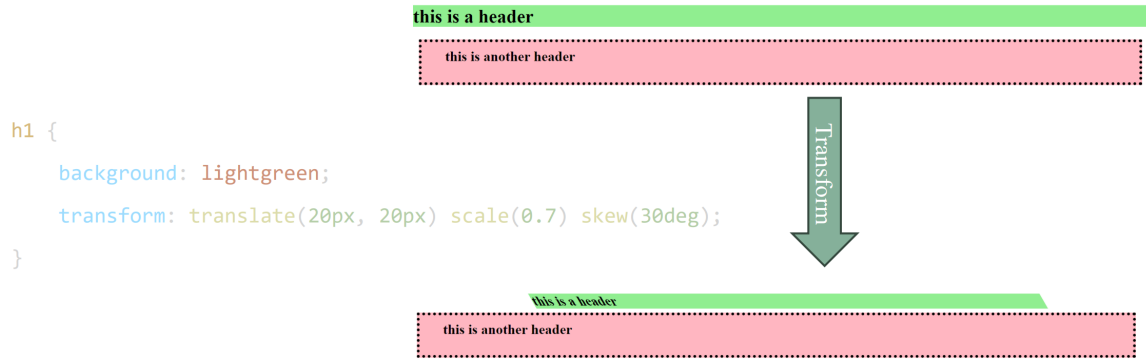 this is a header
this is another header
h1 {
background: lightgreen;
transform: translate(20px, 20px) scale(0.7) skew(30deg);
}
Transform
this is a header
this is another header